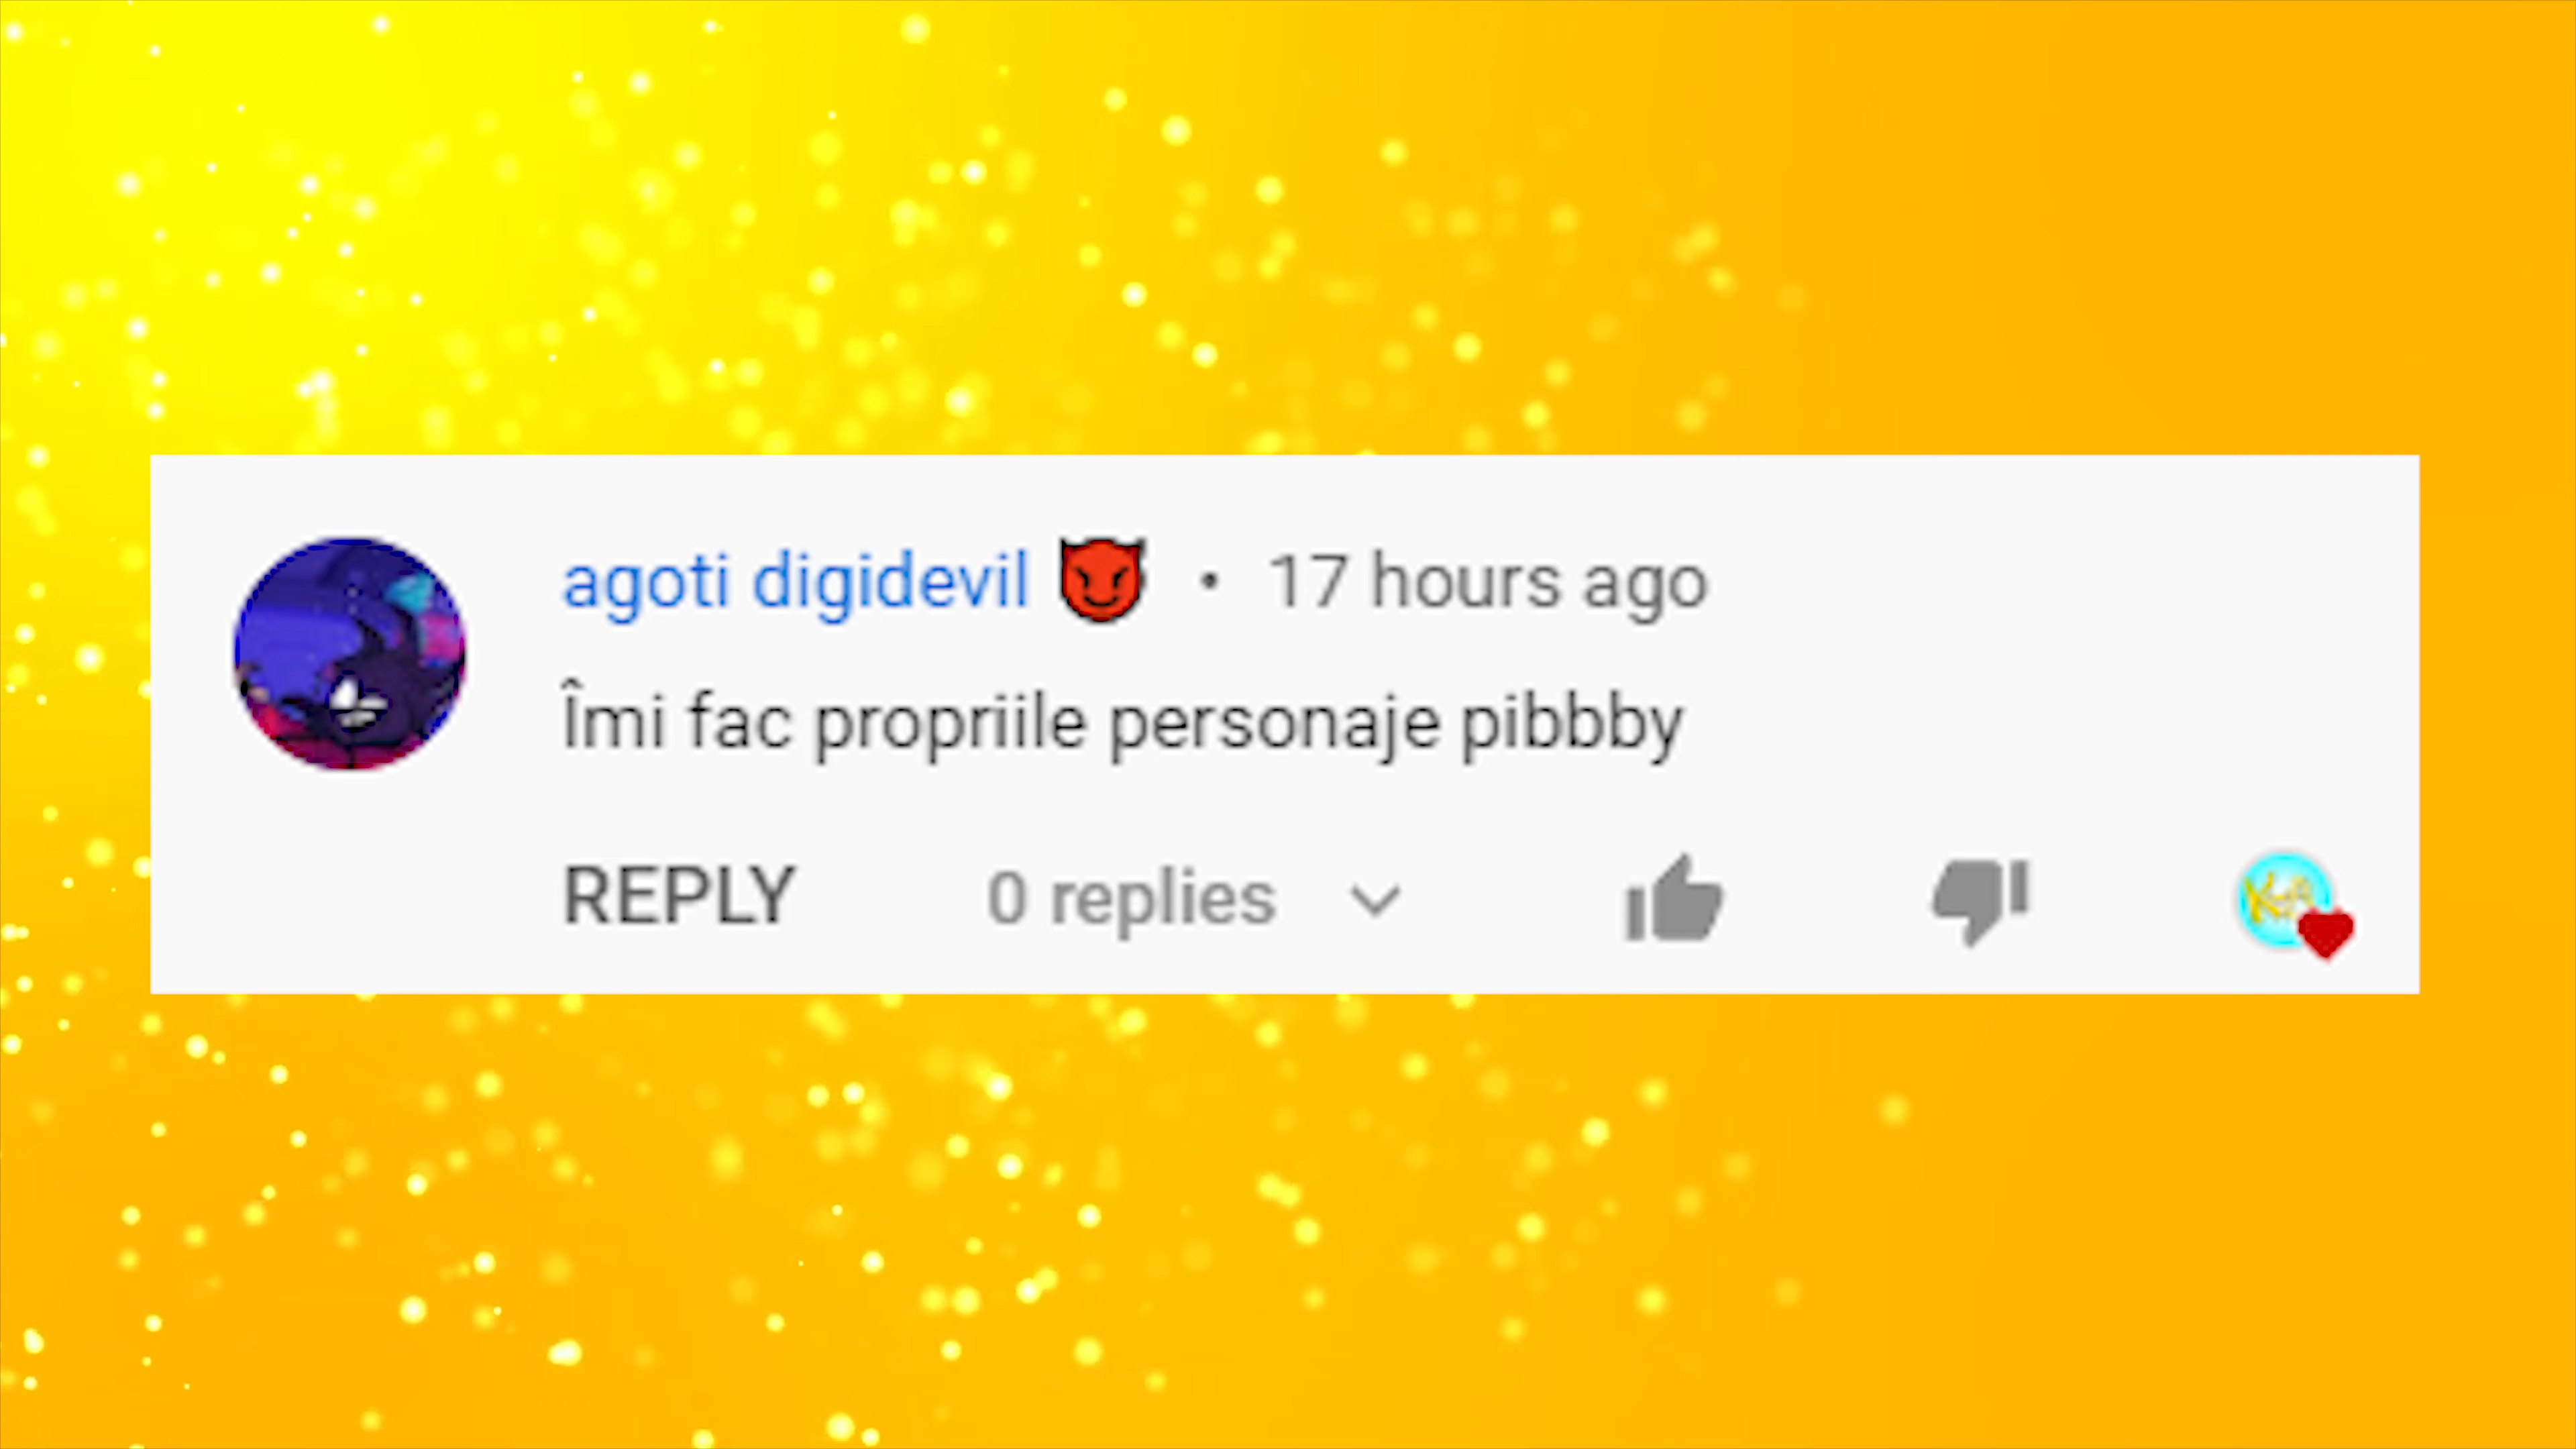 agoti digidevil 😈 • 17 hours ago
Îmi fac propriile personaje pibbby
REPLY 0 replies